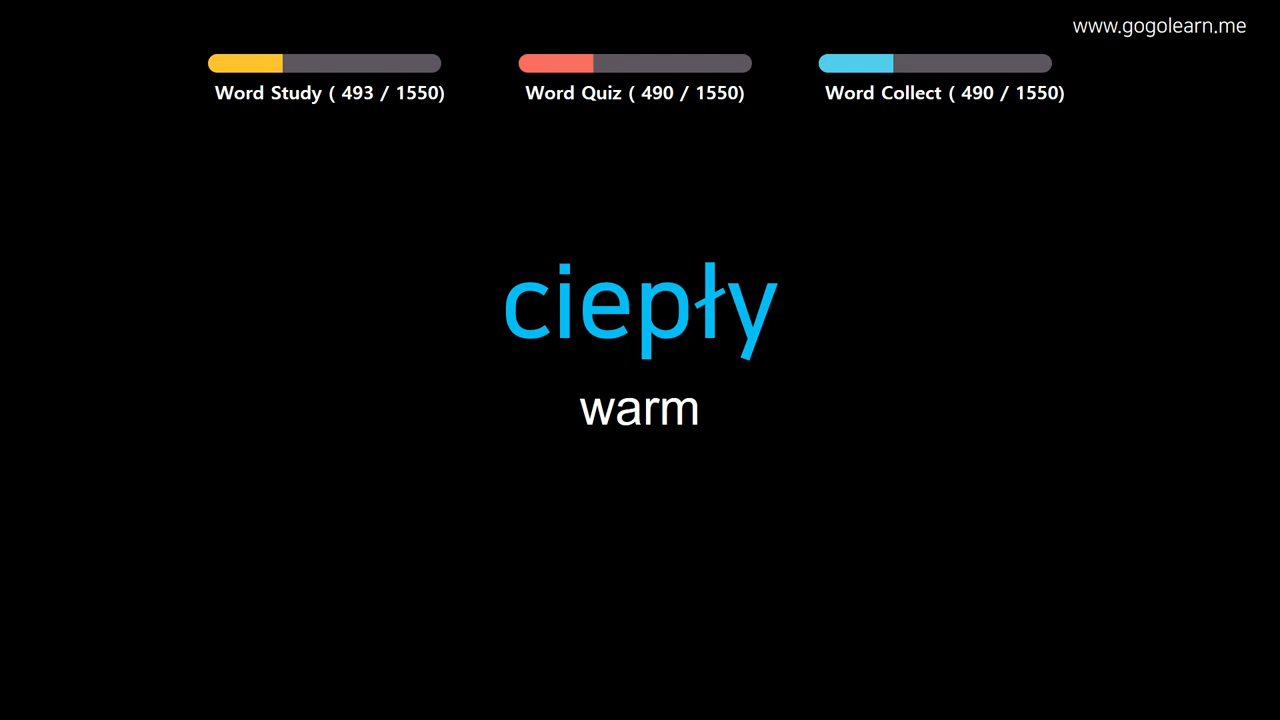 www.gogolearn.me
Word Study ( 493 / 1550)
Word Quiz ( 490 / 1550)
Word Collect ( 490 / 1550)
ciepły
warm